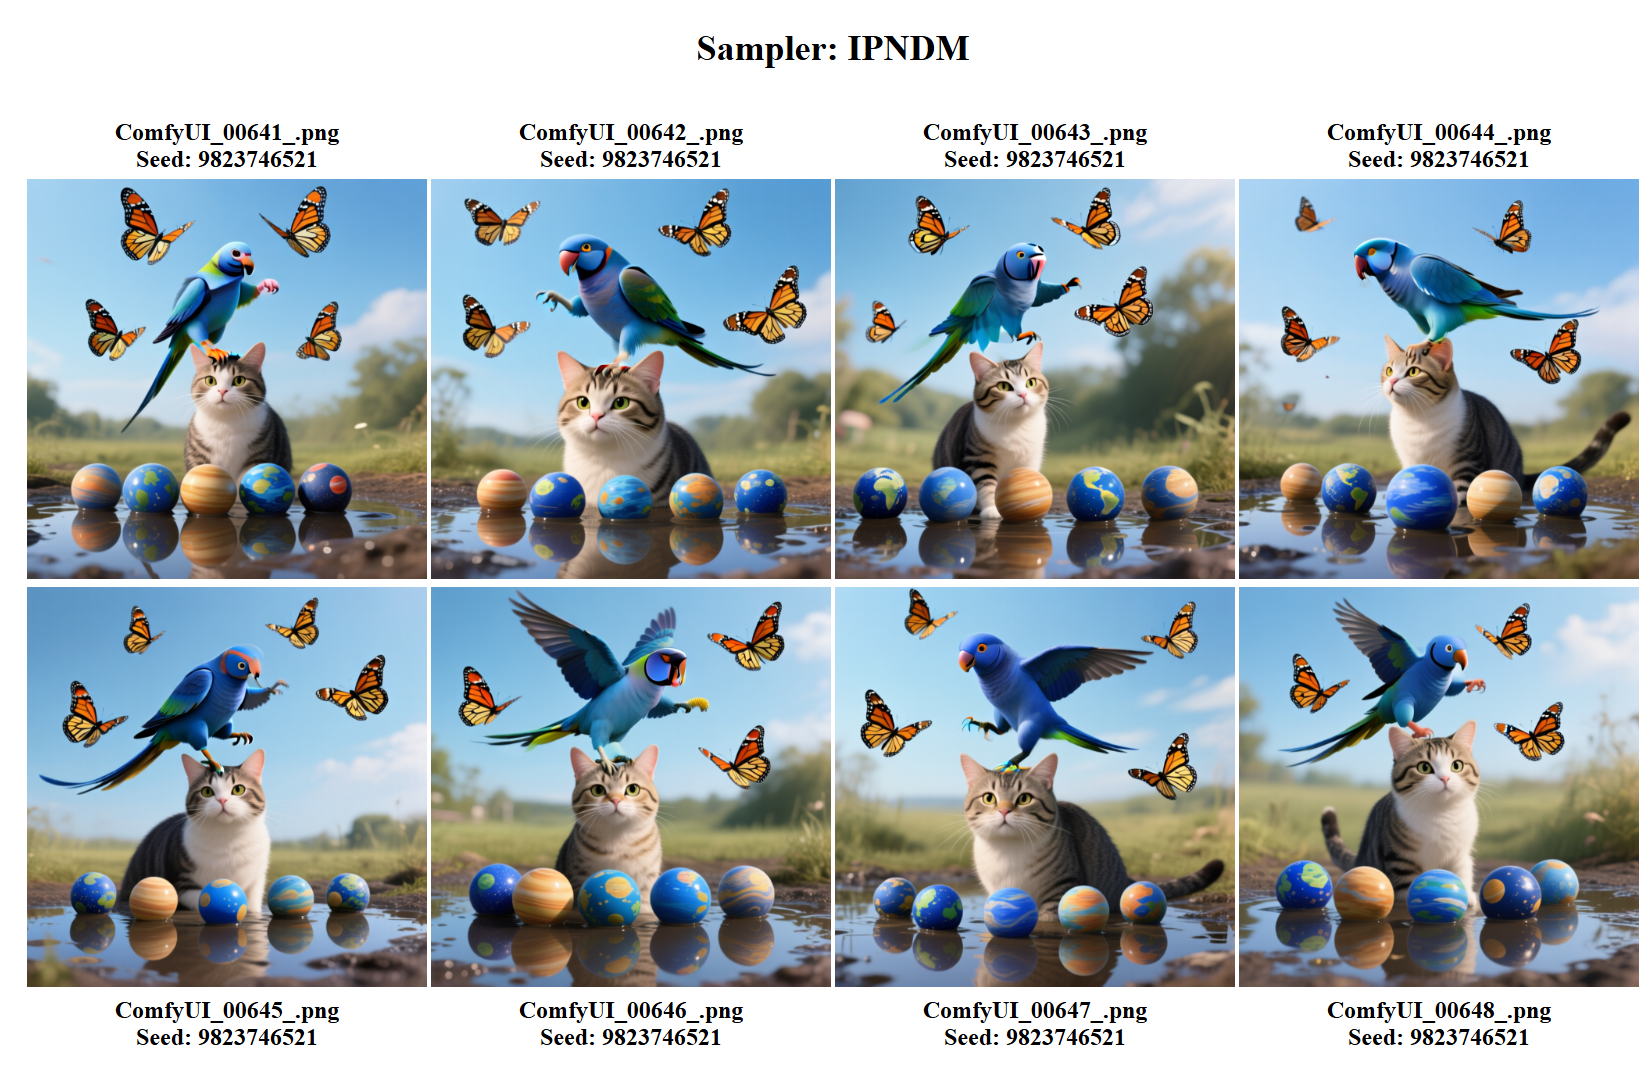 Sampler: IPNDM
ComfyUI_00641_.png
Seed: 9823746521
ComfyUI_00642_.png
Seed: 9823746521
ComfyUI_00643_.png
Seed: 9823746521
ComfyUI_00644_.png
Seed: 9823746521
ComfyUI_00645_.png
Seed: 9823746521
ComfyUI_00646_.png
Seed: 9823746521
ComfyUI_00647_.png
Seed: 9823746521
ComfyUI_00648_.png
Seed: 9823746521